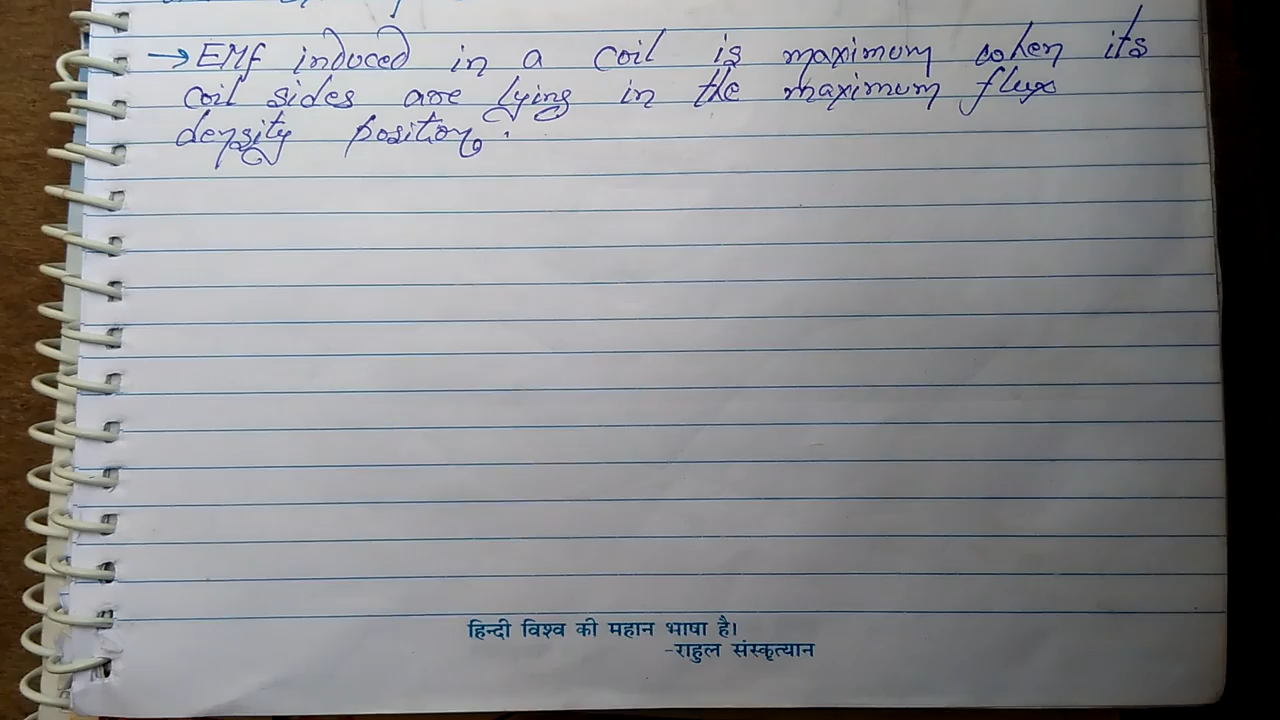 → EMF induced in a coil is maximum when its
coil sides are lying in the maximum flux
density position.
हिन्दी विश्व की महान भाषा है।
-राहुल संस्कृत्यान